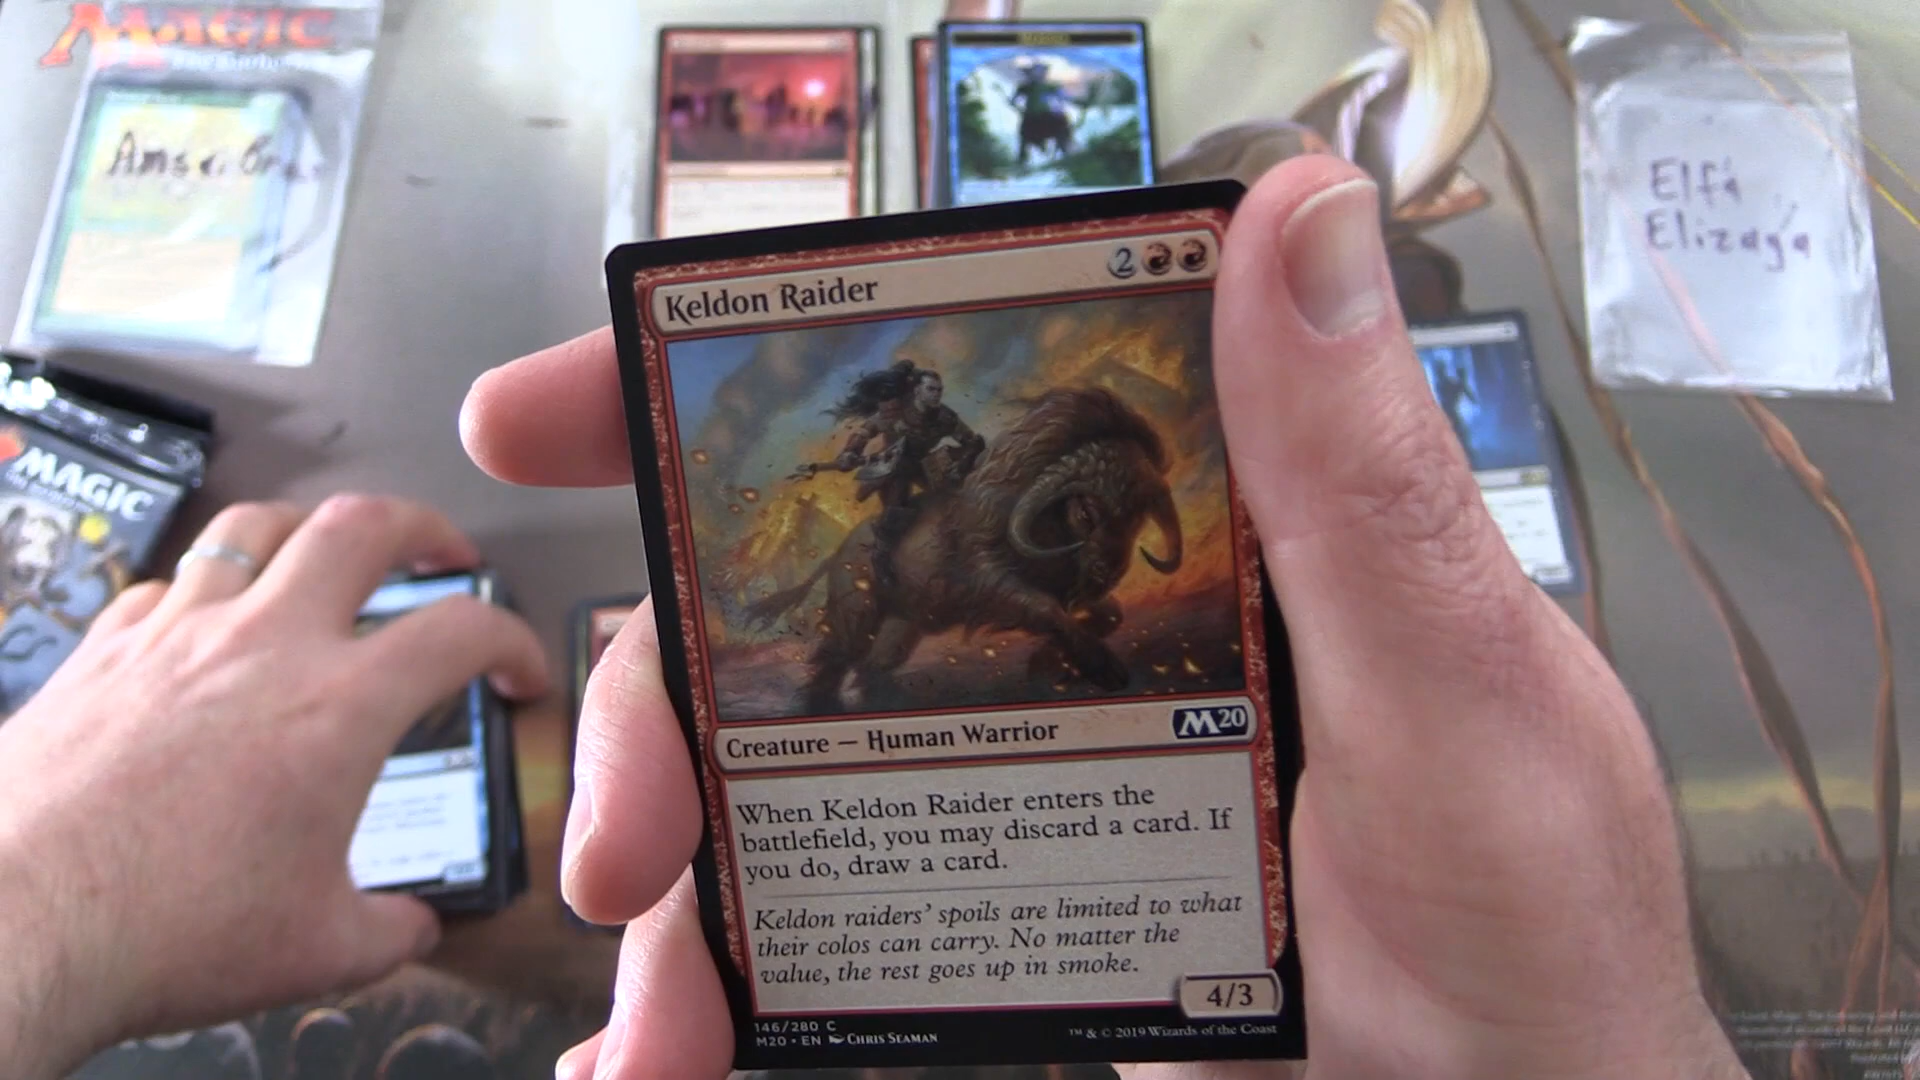 MAGIC
Elfa
Elizaga
MAGIC
Keldon Raider
2
Creature — Human Warrior
M20
When Keldon Raider enters the
battlefield, you may discard a card. If
you do, draw a card.
Keldon raiders' spoils are limited to what
their colos can carry. No matter the
value, the rest goes up in smoke.
4/3
146/280 C
M20 • EN CHRIS SEAMAN
™ & © 2019 Wizards of the Coast